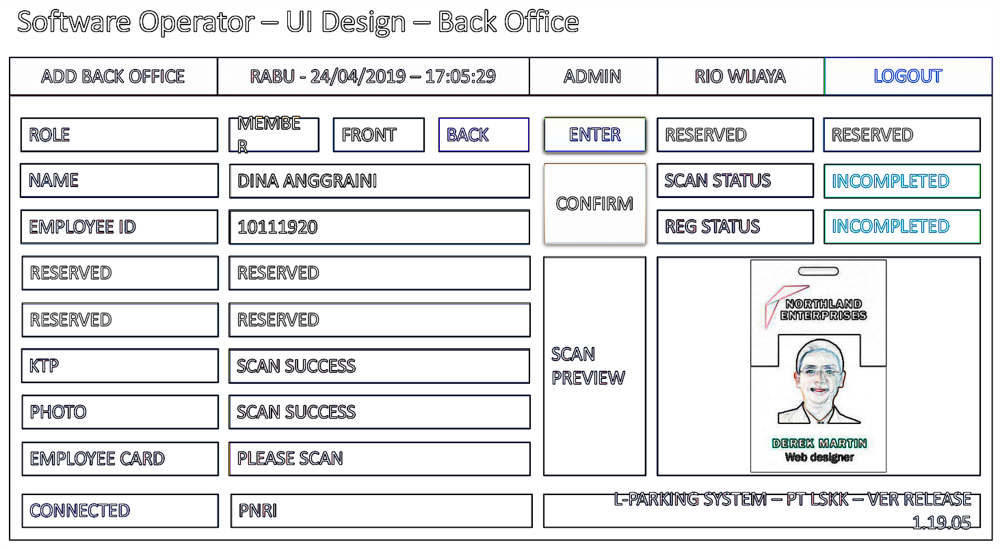 Software Operator – UI Design – Back Office
ADD BACK OFFICE
RABU - 24/04/2019 – 17:05:29
ADMIN
RIO WIJAYA
LOGOUT
ROLE
MEMBE
R
FRONT
BACK
ENTER
RESERVED
RESERVED
NAME
DINA ANGGRAINI
CONFIRM
SCAN STATUS
INCOMPLETED
EMPLOYEE ID
10111920
REG STATUS
INCOMPLETED
RESERVED
RESERVED
RESERVED
RESERVED
KTP
SCAN SUCCESS
PHOTO
SCAN SUCCESS
EMPLOYEE CARD
PLEASE SCAN
SCAN
PREVIEW
NORTHLAND
ENTERPRISES
DEREK MARTIN
Web designer
CONNECTED
PNRI
L-PARKING SYSTEM – PT LSKK – VER RELEASE
1.19.05